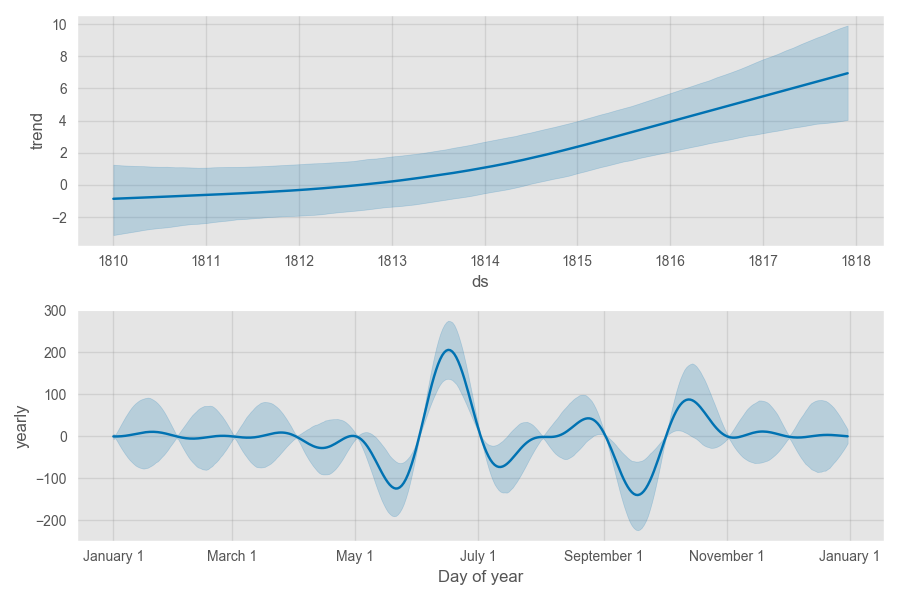 10
8
6
4
2
0
−2
trend
1810 1811 1812 1813 1814 1815 1816 1817 1818
ds
300
200
100
0
−100
−200
yearly
January 1 March 1 May 1 July 1 September 1 November 1 January 1
Day of year